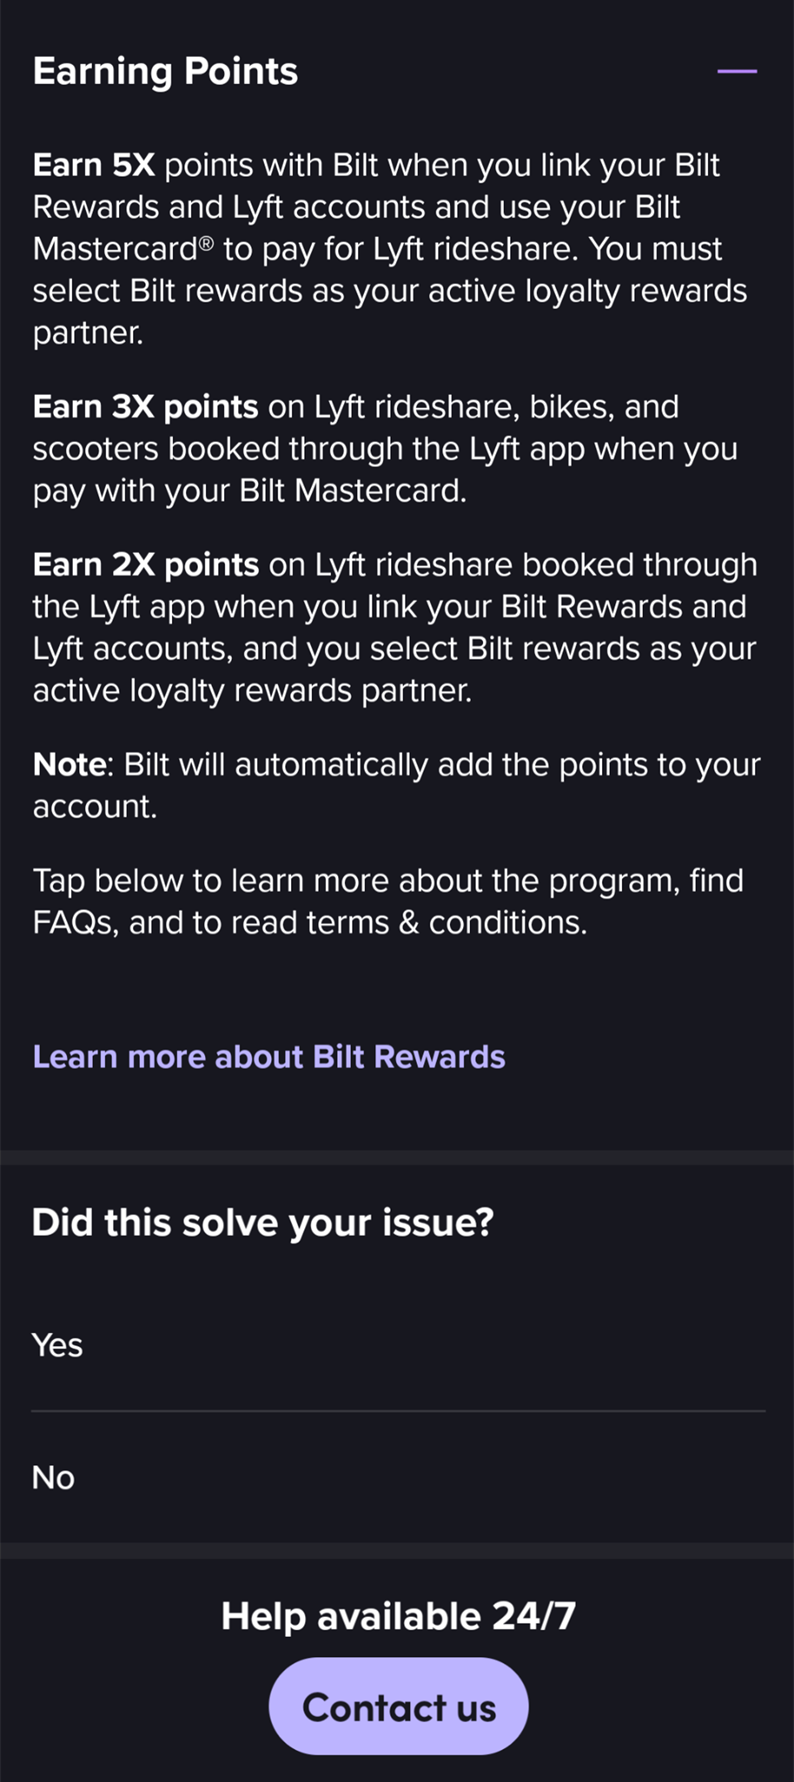 Earning Points
Earn 5X points with Bilt when you link your Bilt
Rewards and Lyft accounts and use your Bilt
Mastercard® to pay for Lyft rideshare. You must
select Bilt rewards as your active loyalty rewards
partner.
Earn 3X points on Lyft rideshare, bikes, and
scooters booked through the Lyft app when you
pay with your Bilt Mastercard.
Earn 2X points on Lyft rideshare booked through
the Lyft app when you link your Bilt Rewards and
Lyft accounts, and you select Bilt rewards as your
active loyalty rewards partner.
Note: Bilt will automatically add the points to your
account.
Tap below to learn more about the program, find
FAQs, and to read terms & conditions.
Learn more about Bilt Rewards
Did this solve your issue?
Yes
No
Help available 24/7
Contact us